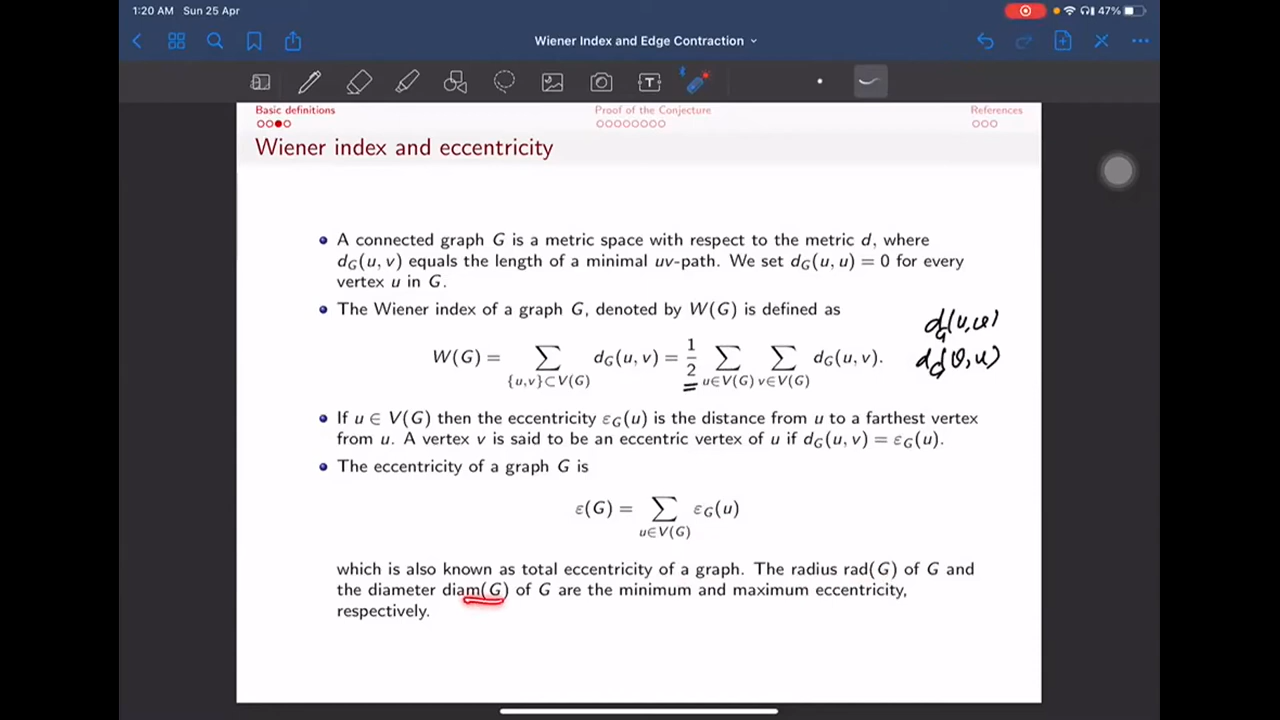 1:20 AM Sun 25 Apr
47%
Wiener Index and Edge Contraction
Basic definitions Proof of the Conjecture References
Wiener index and eccentricity
A connected graph G is a metric space with respect to the metric d, where
d_G(u, v) equals the length of a minimal uv-path. We set d_G(u, u) = 0 for every
vertex u in G.
The Wiener index of a graph G, denoted by W(G) is defined as
W(G) = ∑_{{u,v}⊂V(G)} d_G(u, v) = 1/2 ∑_{u∈V(G)} ∑_{v∈V(G)} d_G(u, v).
If u ∈ V(G) then the eccentricity ε_G(u) is the distance from u to a farthest vertex
from u. A vertex v is said to be an eccentric vertex of u if d_G(u, v) = ε_G(u).
The eccentricity of a graph G is
ε(G) = ∑_{u∈V(G)} ε_G(u)
which is also known as total eccentricity of a graph. The radius rad(G) of G and
the diameter diam(G) of G are the minimum and maximum eccentricity,
respectively.